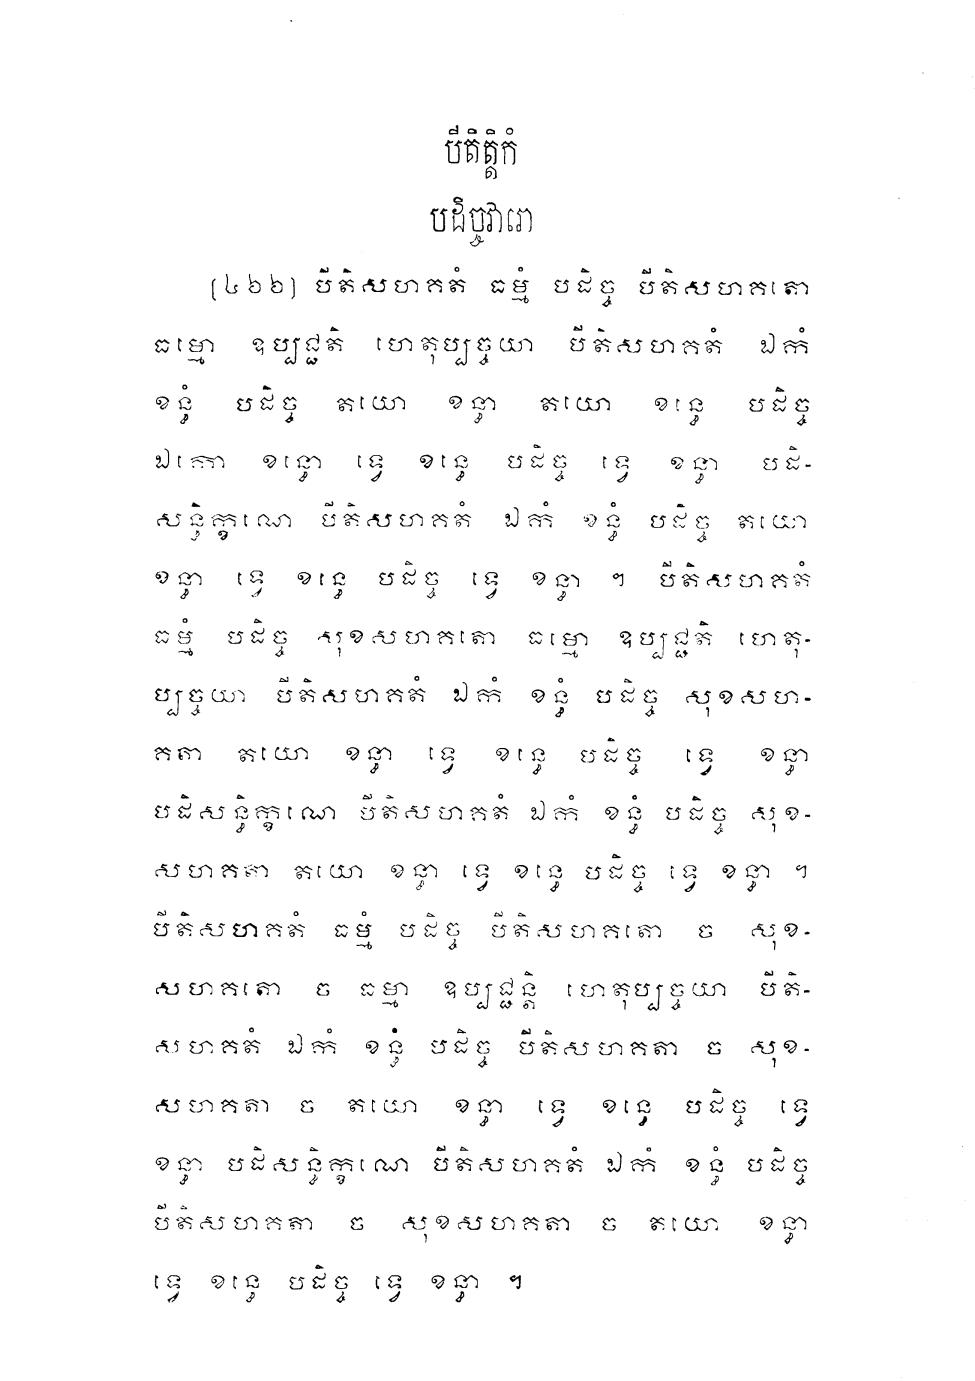 បីតិត្តិកំ
បដិច្ចវារោ
(៤៦៦) បីតិសហគតំ ធម្មំ បដិច្ច បីតិសហគតោ
ធម្មោ ឧប្បជ្ជតិ ហេតុប្បច្ចយា បីតិសហគតំ ឯកំ
ខន្ធំ បដិច្ច តយោ ខន្ធា តយោ ខន្ធេ បដិច្ច
ឯកោ ខន្ធោ ទ្វេ ខន្ធេ បដិច្ច ទ្វេ ខន្ធា បដិ-
សន្ធិក្ខណេ បីតិសហគតំ ឯកំ ខន្ធំ បដិច្ច តយោ
ខន្ធា ទ្វេ ខន្ធេ បដិច្ច ទ្វេ ខន្ធា ។ បីតិសហគតំ
ធម្មំ បដិច្ច សុខសហគតោ ធម្មោ ឧប្បជ្ជតិ ហេតុ-
ប្បច្ចយា បីតិសហគតំ ឯកំ ខន្ធំ បដិច្ច សុខសហ-
គតា តយោ ខន្ធា ទ្វេ ខន្ធេ បដិច្ច ទ្វេ ខន្ធា
បដិសន្ធិក្ខណេ បីតិសហគតំ ឯកំ ខន្ធំ បដិច្ច សុខ-
សហគតា តយោ ខន្ធា ទ្វេ ខន្ធេ បដិច្ច ទ្វេ ខន្ធា ។
បីតិសហគតំ ធម្មំ បដិច្ច បីតិសហគតោ ច សុខ-
សហគតោ ច ធម្មា ឧប្បជ្ជន្តិ ហេតុប្បច្ចយា បីតិ-
សហគតំ ឯកំ ខន្ធំ បដិច្ច បីតិសហគតា ច សុខ-
សហគតា ច តយោ ខន្ធា ទ្វេ ខន្ធេ បដិច្ច ទ្វេ
ខន្ធា បដិសន្ធិក្ខណេ បីតិសហគតំ ឯកំ ខន្ធំ បដិច្ច
បីតិសហគតា ច សុខសហគតា ច តយោ ខន្ធា
ទ្វេ ខន្ធេ បដិច្ច ទ្វេ ខន្ធា ។